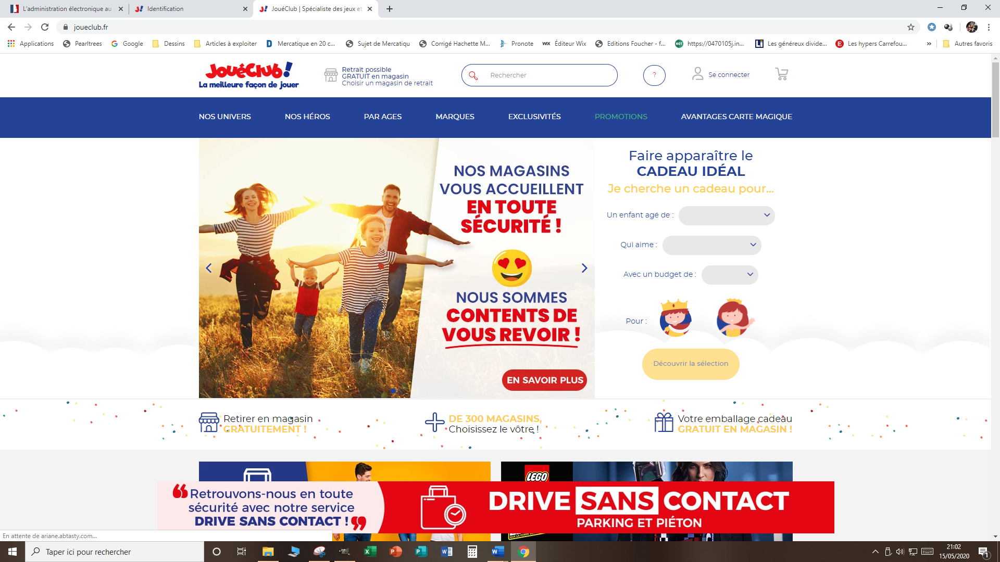 L'administration électronique au
Identification
JouéClub | Spécialiste des jeux et
joueclub.fr
Applications
Pearltrees
Google
Dessins
Articles à exploiter
Mercatique en 20 c...
Sujet de Mercatiqu
Corrigé Hachette M...
Pronote
WIX Éditeur Wix
Editions Foucher - f...
https://0470105j.in...
Les généreux divide...
Les hypers Carrefou...
»
Autres favoris
JouéClub!
La meilleure façon de jouer
Retrait possible
GRATUIT en magasin
Choisir un magasin de retrait
Rechercher
?
Se connecter
NOS UNIVERS
NOS HÉROS
PAR AGES
MARQUES
EXCLUSIVITÉS
PROMOTIONS
AVANTAGES CARTE MAGIQUE
NOS MAGASINS
VOUS ACCUEILLENT
EN TOUTE
SÉCURITÉ !
NOUS SOMMES
CONTENTS DE
VOUS REVOIR !
EN SAVOIR PLUS
Faire apparaître le
CADEAU IDÉAL
Je cherche un cadeau pour...
Un enfant agé de :
Qui aime :
Avec un budget de :
Pour :
Découvrir la sélection
Retirer en magasin
GRATUITEMENT !
DE 300 MAGASINS,
Choisissez le vôtre !
Votre emballage cadeau
GRATUIT EN MAGASIN !
LEGO
“Retrouvons-nous en toute
sécurité avec notre service
DRIVE SANS CONTACT !”
DRIVE SANS CONTACT
PARKING ET PIÉTON
En attente de ariane.abtasty.com...
Taper ici pour rechercher
21:02
15/05/2020
1